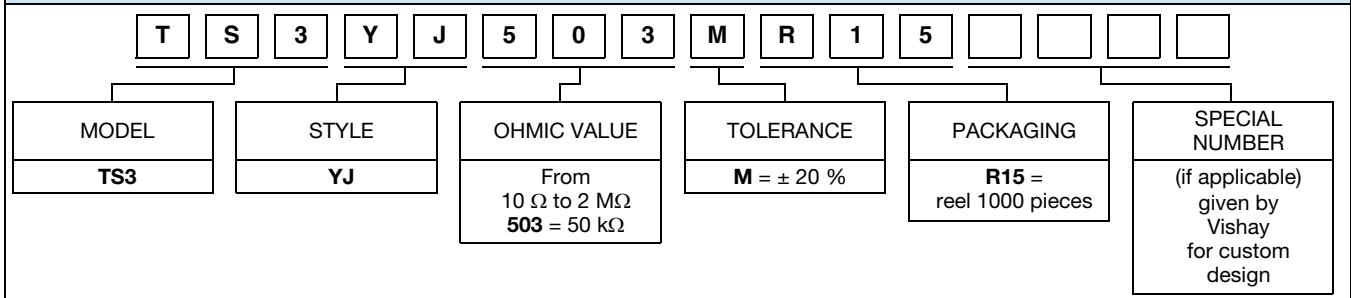 T S 3 Y J 5 0 3 M R 1 5
MODEL
TS3
STYLE
YJ
OHMIC VALUE
From
10 Ω to 2 MΩ
503 = 50 kΩ
TOLERANCE
M = ± 20 %
PACKAGING
R15 =
reel 1000 pieces
SPECIAL
NUMBER
(if applicable)
given by
Vishay
for custom
design